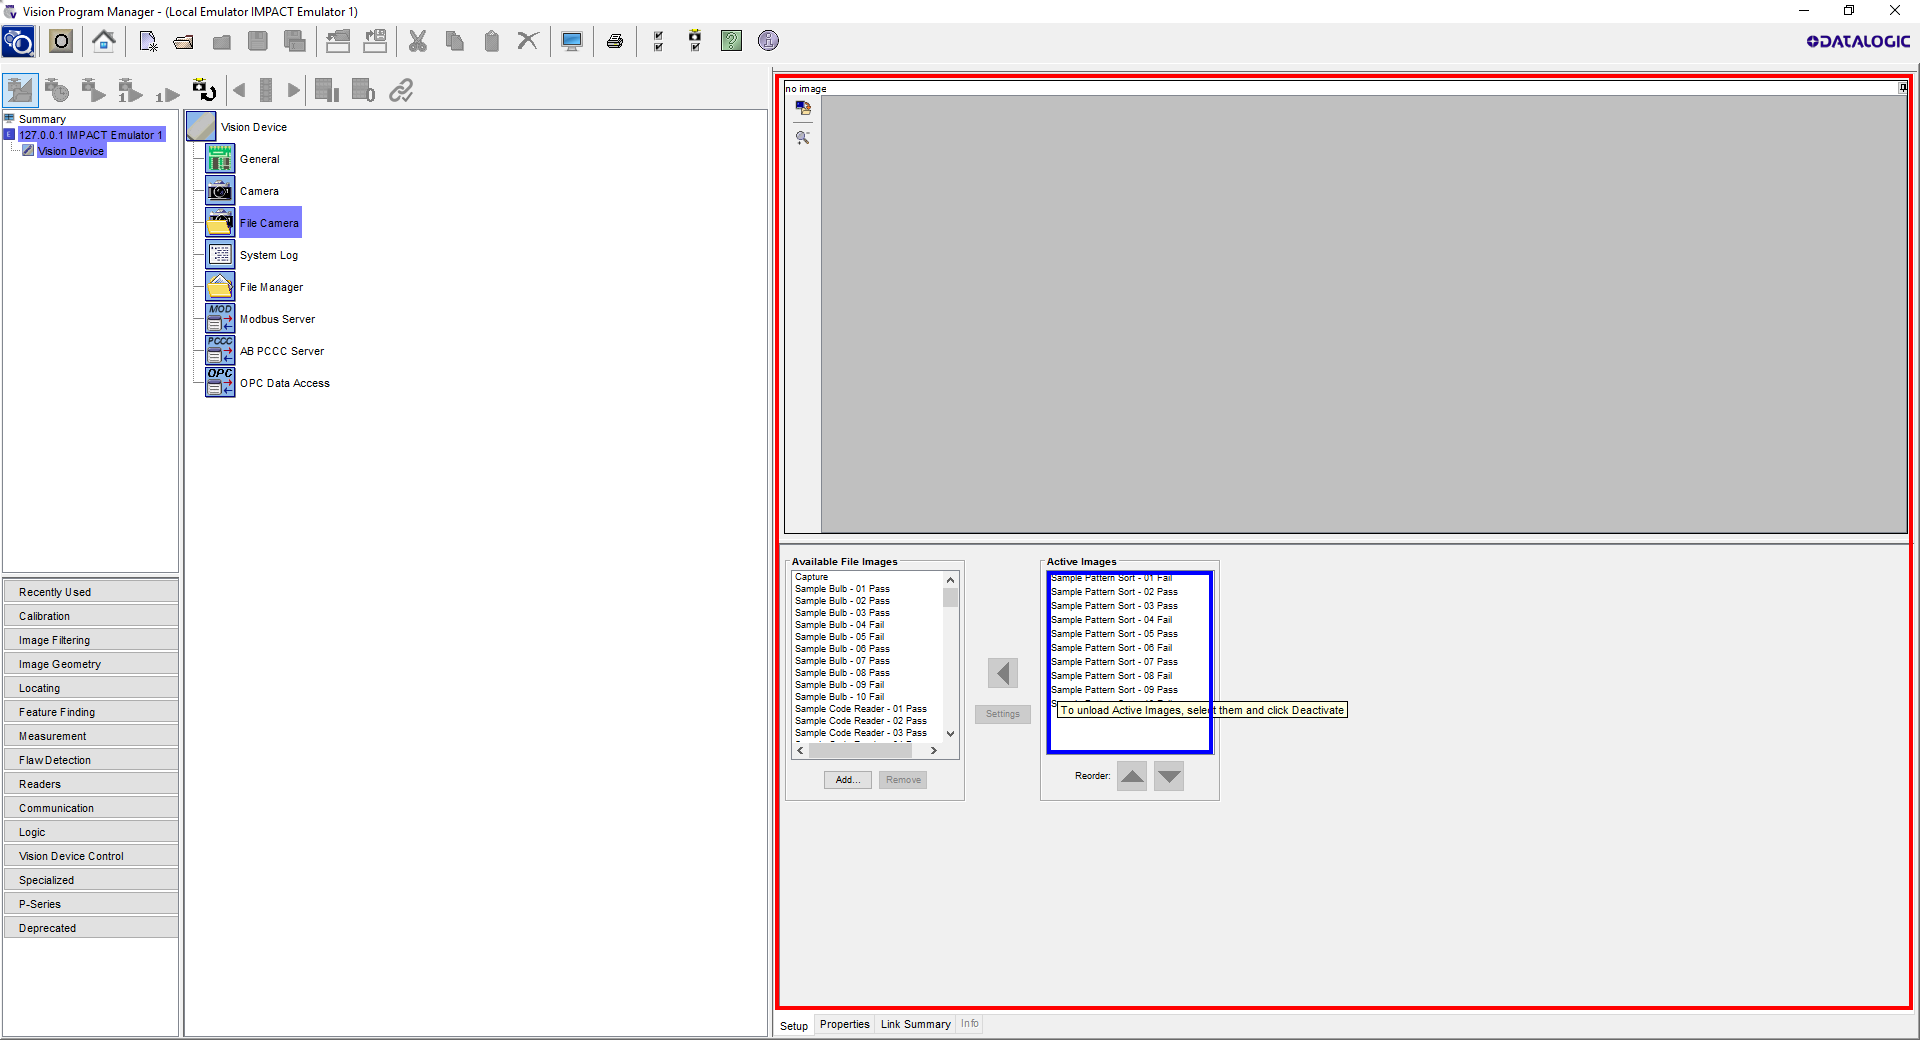 Vision Program Manager - (Local Emulator IMPACT Emulator 1)
O
DATALOGIC
1
1
Summary
E
127.0.0.1 IMPACT Emulator 1
Vision Device
Recently Used
Calibration
Image Filtering
Image Geometry
Locating
Feature Finding
Measurement
Flaw Detection
Readers
Communication
Logic
Vision Device Control
Specialized
P-Series
Deprecated
Vision Device
General
Camera
File Camera
System Log
File Manager
MOD
Modbus Server
PCCC
AB PCCC Server
OPC
OPC Data Access
no image
Available File Images
Capture
Sample Bulb - 01 Pass
Sample Bulb - 02 Pass
Sample Bulb - 03 Pass
Sample Bulb - 04 Fail
Sample Bulb - 05 Fail
Sample Bulb - 06 Pass
Sample Bulb - 07 Pass
Sample Bulb - 08 Pass
Sample Bulb - 09 Fail
Sample Bulb - 10 Fail
Sample Code Reader - 01 Pass
Sample Code Reader - 02 Pass
Sample Code Reader - 03 Pass
Add...
Remove
Settings
Active Images
Sample Pattern Sort - 01 Fail
Sample Pattern Sort - 02 Pass
Sample Pattern Sort - 03 Pass
Sample Pattern Sort - 04 Fail
Sample Pattern Sort - 05 Pass
Sample Pattern Sort - 06 Fail
Sample Pattern Sort - 07 Pass
Sample Pattern Sort - 08 Fail
Sample Pattern Sort - 09 Pass
To unload Active Images, select them and click Deactivate
Reorder:
Setup
Properties
Link Summary
Info